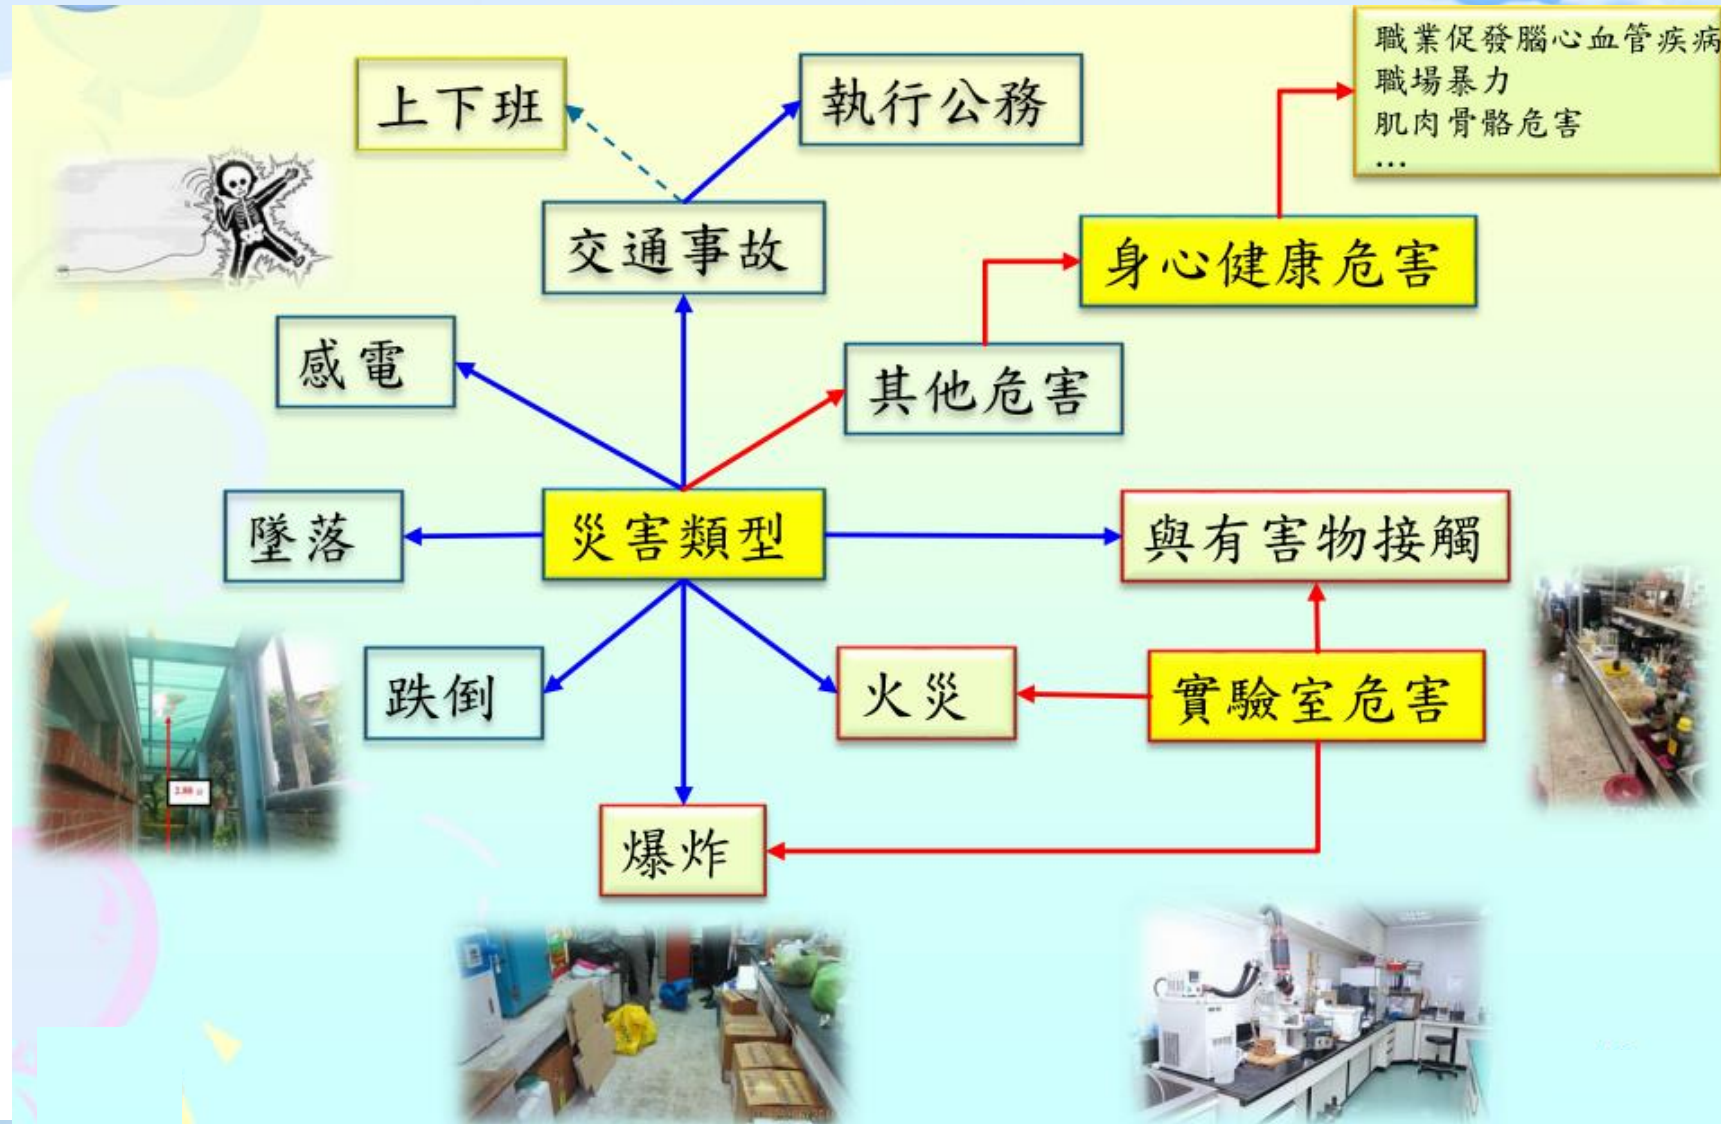 職業促發腦心血管疾病
職場暴力
肌肉骨骼危害
...
上下班
執行公務
交通事故
身心健康危害
感電
其他危害
墜落
災害類型
與有害物接觸
跌倒
火災
實驗室危害
爆炸